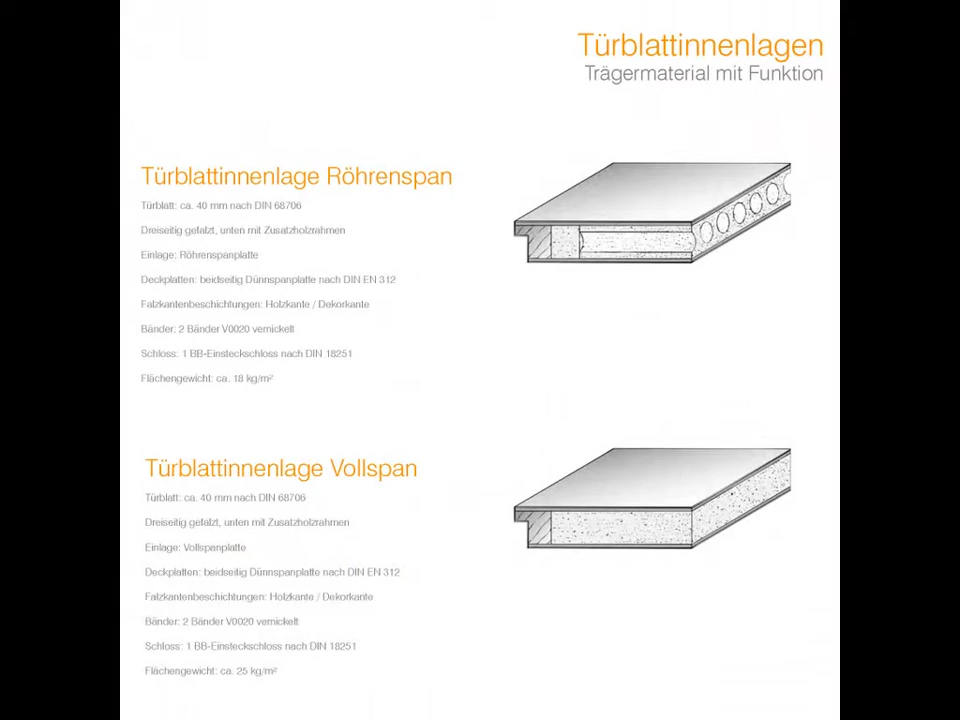 Türblattinnenlagen
Trägermaterial mit Funktion
Türblattinnenlage Röhrenspan
Türblatt: ca. 40 mm nach DIN 68706
Dreiseitig gefalzt, unten mit Zusatzholzrahmen
Einlage: Röhrenspanplatte
Deckplatten: beidseitig Dünnspanplatte nach DIN EN 312
Falzkantenbeschichtungen: Holzkante / Dekorkante
Bänder: 2 Bänder V0020 vernickelt
Schloss: 1 BB-Einsteckschloss nach DIN 18251
Flächengewicht: ca. 18 kg/m²
Türblattinnenlage Vollspan
Türblatt: ca. 40 mm nach DIN 68706
Dreiseitig gefalzt, unten mit Zusatzholzrahmen
Einlage: Vollspanplatte
Deckplatten: beidseitig Dünnspanplatte nach DIN EN 312
Falzkantenbeschichtungen: Holzkante / Dekorkante
Bänder: 2 Bänder V0020 vernickelt
Schloss: 1 BB-Einsteckschloss nach DIN 18251
Flächengewicht: ca. 25 kg/m²